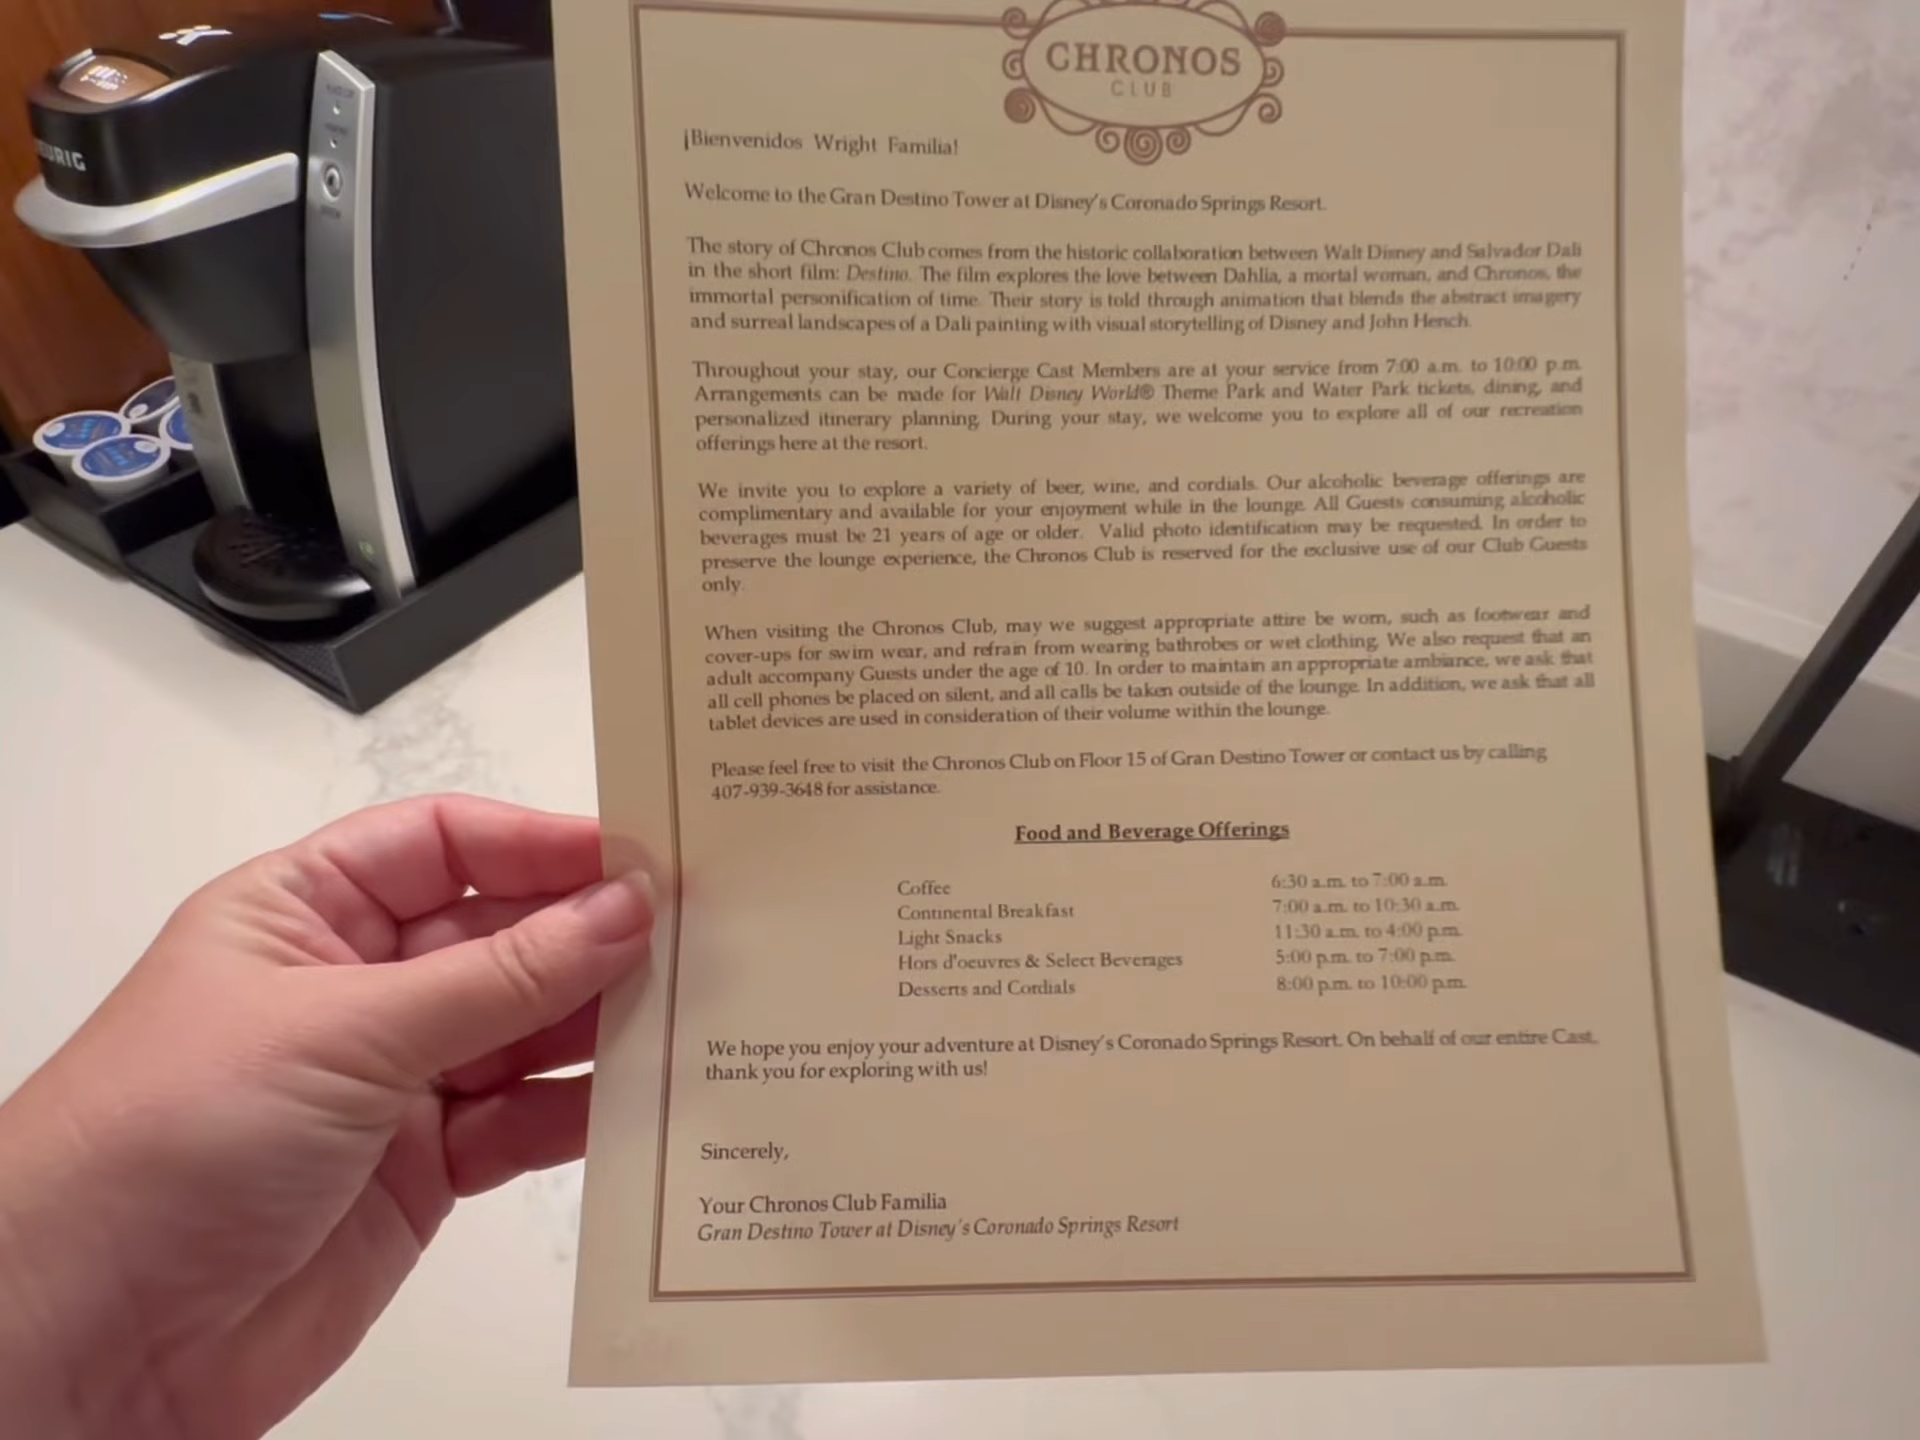 CHRONOS
CLUB
¡Bienvenidos Wright Familia!
Welcome to the Gran Destino Tower at Disney's Coronado Springs Resort.
The story of Chronos Club comes from the historic collaboration between Walt Disney and Salvador Dali
in the short film: Destino. The film explores the love between Dahlia, a mortal woman, and Chronos, the
immortal personification of time. Their story is told through animation that blends the abstract imagery
and surreal landscapes of a Dali painting with visual storytelling of Disney and John Hench.
Throughout your stay, our Concierge Cast Members are at your service from 7:00 a.m. to 10:00 p.m.
Arrangements can be made for Walt Disney World® Theme Park and Water Park tickets, dining, and
personalized itinerary planning. During your stay, we welcome you to explore all of our recreation
offerings here at the resort.
We invite you to explore a variety of beer, wine, and cordials. Our alcoholic beverage offerings are
complimentary and available for your enjoyment while in the lounge. All Guests consuming alcoholic
beverages must be 21 years of age or older. Valid photo identification may be requested. In order to
preserve the lounge experience, the Chronos Club is reserved for the exclusive use of our Club Guests
only.
When visiting the Chronos Club, may we suggest appropriate attire be worn, such as footwear and
cover-ups for swim wear, and refrain from wearing bathrobes or wet clothing. We also request that an
adult accompany Guests under the age of 10. In order to maintain an appropriate ambiance, we ask that
all cell phones be placed on silent, and all calls be taken outside of the lounge. In addition, we ask that all
tablet devices are used in consideration of their volume within the lounge.
Please feel free to visit the Chronos Club on Floor 15 of Gran Destino Tower or contact us by calling
407-939-3648 for assistance.
Food and Beverage Offerings
Coffee 6:30 a.m. to 7:00 a.m.
Continental Breakfast 7:00 a.m. to 10:30 a.m.
Light Snacks 11:30 a.m. to 4:00 p.m.
Hors d'oeuvres & Select Beverages 5:00 p.m. to 7:00 p.m.
Desserts and Cordials 8:00 p.m. to 10:00 p.m.
We hope you enjoy your adventure at Disney's Coronado Springs Resort. On behalf of our entire Cast,
thank you for exploring with us!
Sincerely,
Your Chronos Club Familia
Gran Destino Tower at Disney's Coronado Springs Resort